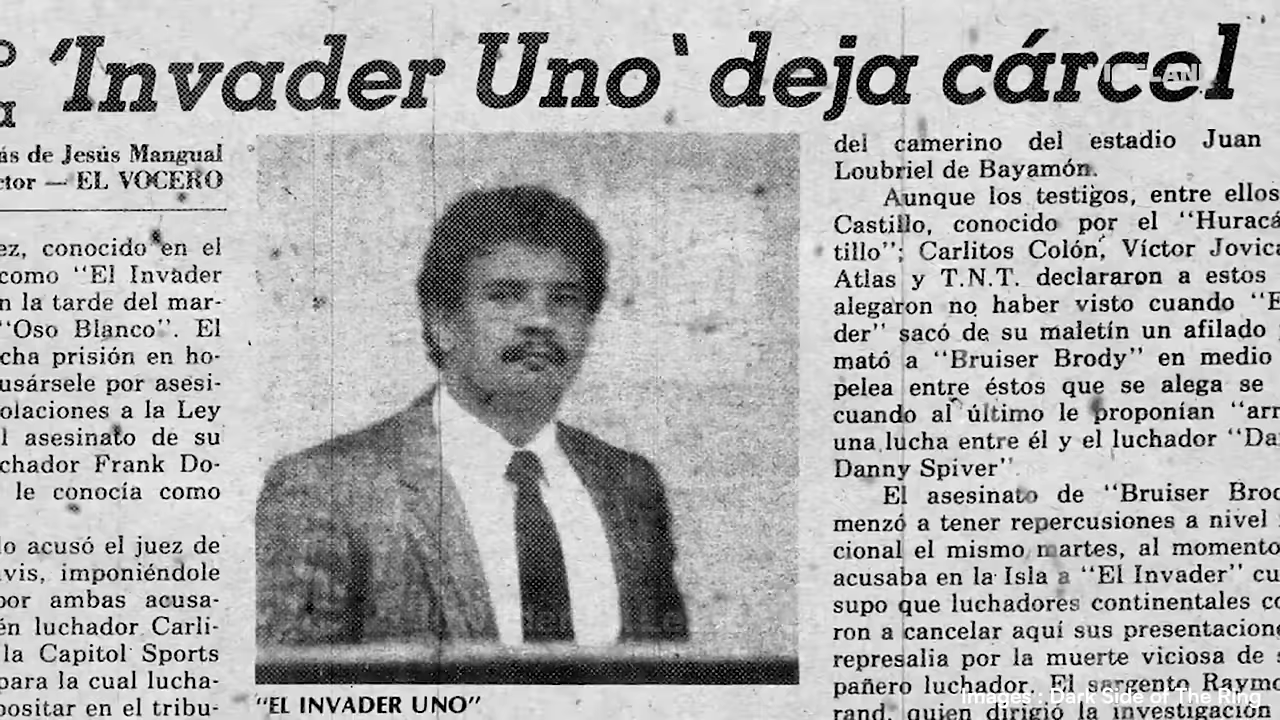 'Invader Uno' deja cárcel
ás de Jesús Mangual
ctor — EL VOCERO
ez, conocido en el
como "El Invader
n la tarde del mar-
"Oso Blanco". El
cha prisión en ho-
usársele por asesi-
olaciones a la Ley
l asesinato de su
chador Frank Do-
le conocía como
lo acusó el juez de
vis, imponiéndole
por ambas acusa-
én luchador Carli-
la Capitol Sports
para la cual lucha-
positar en el tribu-
"EL INVADER UNO"
del camerino del estadio Juan
Loubriel de Bayamón.
Aunque los testigos, entre ellos
Castillo, conocido por el "Huraca
tillo"; Carlitos Colón, Víctor Jovica
Atlas y T.N.T. declararon a estos
alegaron no haber visto cuando "E
der" sacó de su maletín un afilado
mató a "Bruiser Brody" en medio
pelea entre éstos que se alega se
cuando al último le proponían "arr
una lucha entre él y el luchador "Da
Danny Spiver".
El asesinato de "Bruiser Brod
menzó a tener repercusiones a nivel
cional el mismo martes, al momento
acusaba en la Isla a "El Invader" cu
supo que luchadores continentales co
ron a cancelar aquí sus presentacione
represalia por la muerte viciosa de s
pañero luchador. El sargento Raymo
rand, quien dirigió la investigación
Images : Dark Side of The Ring